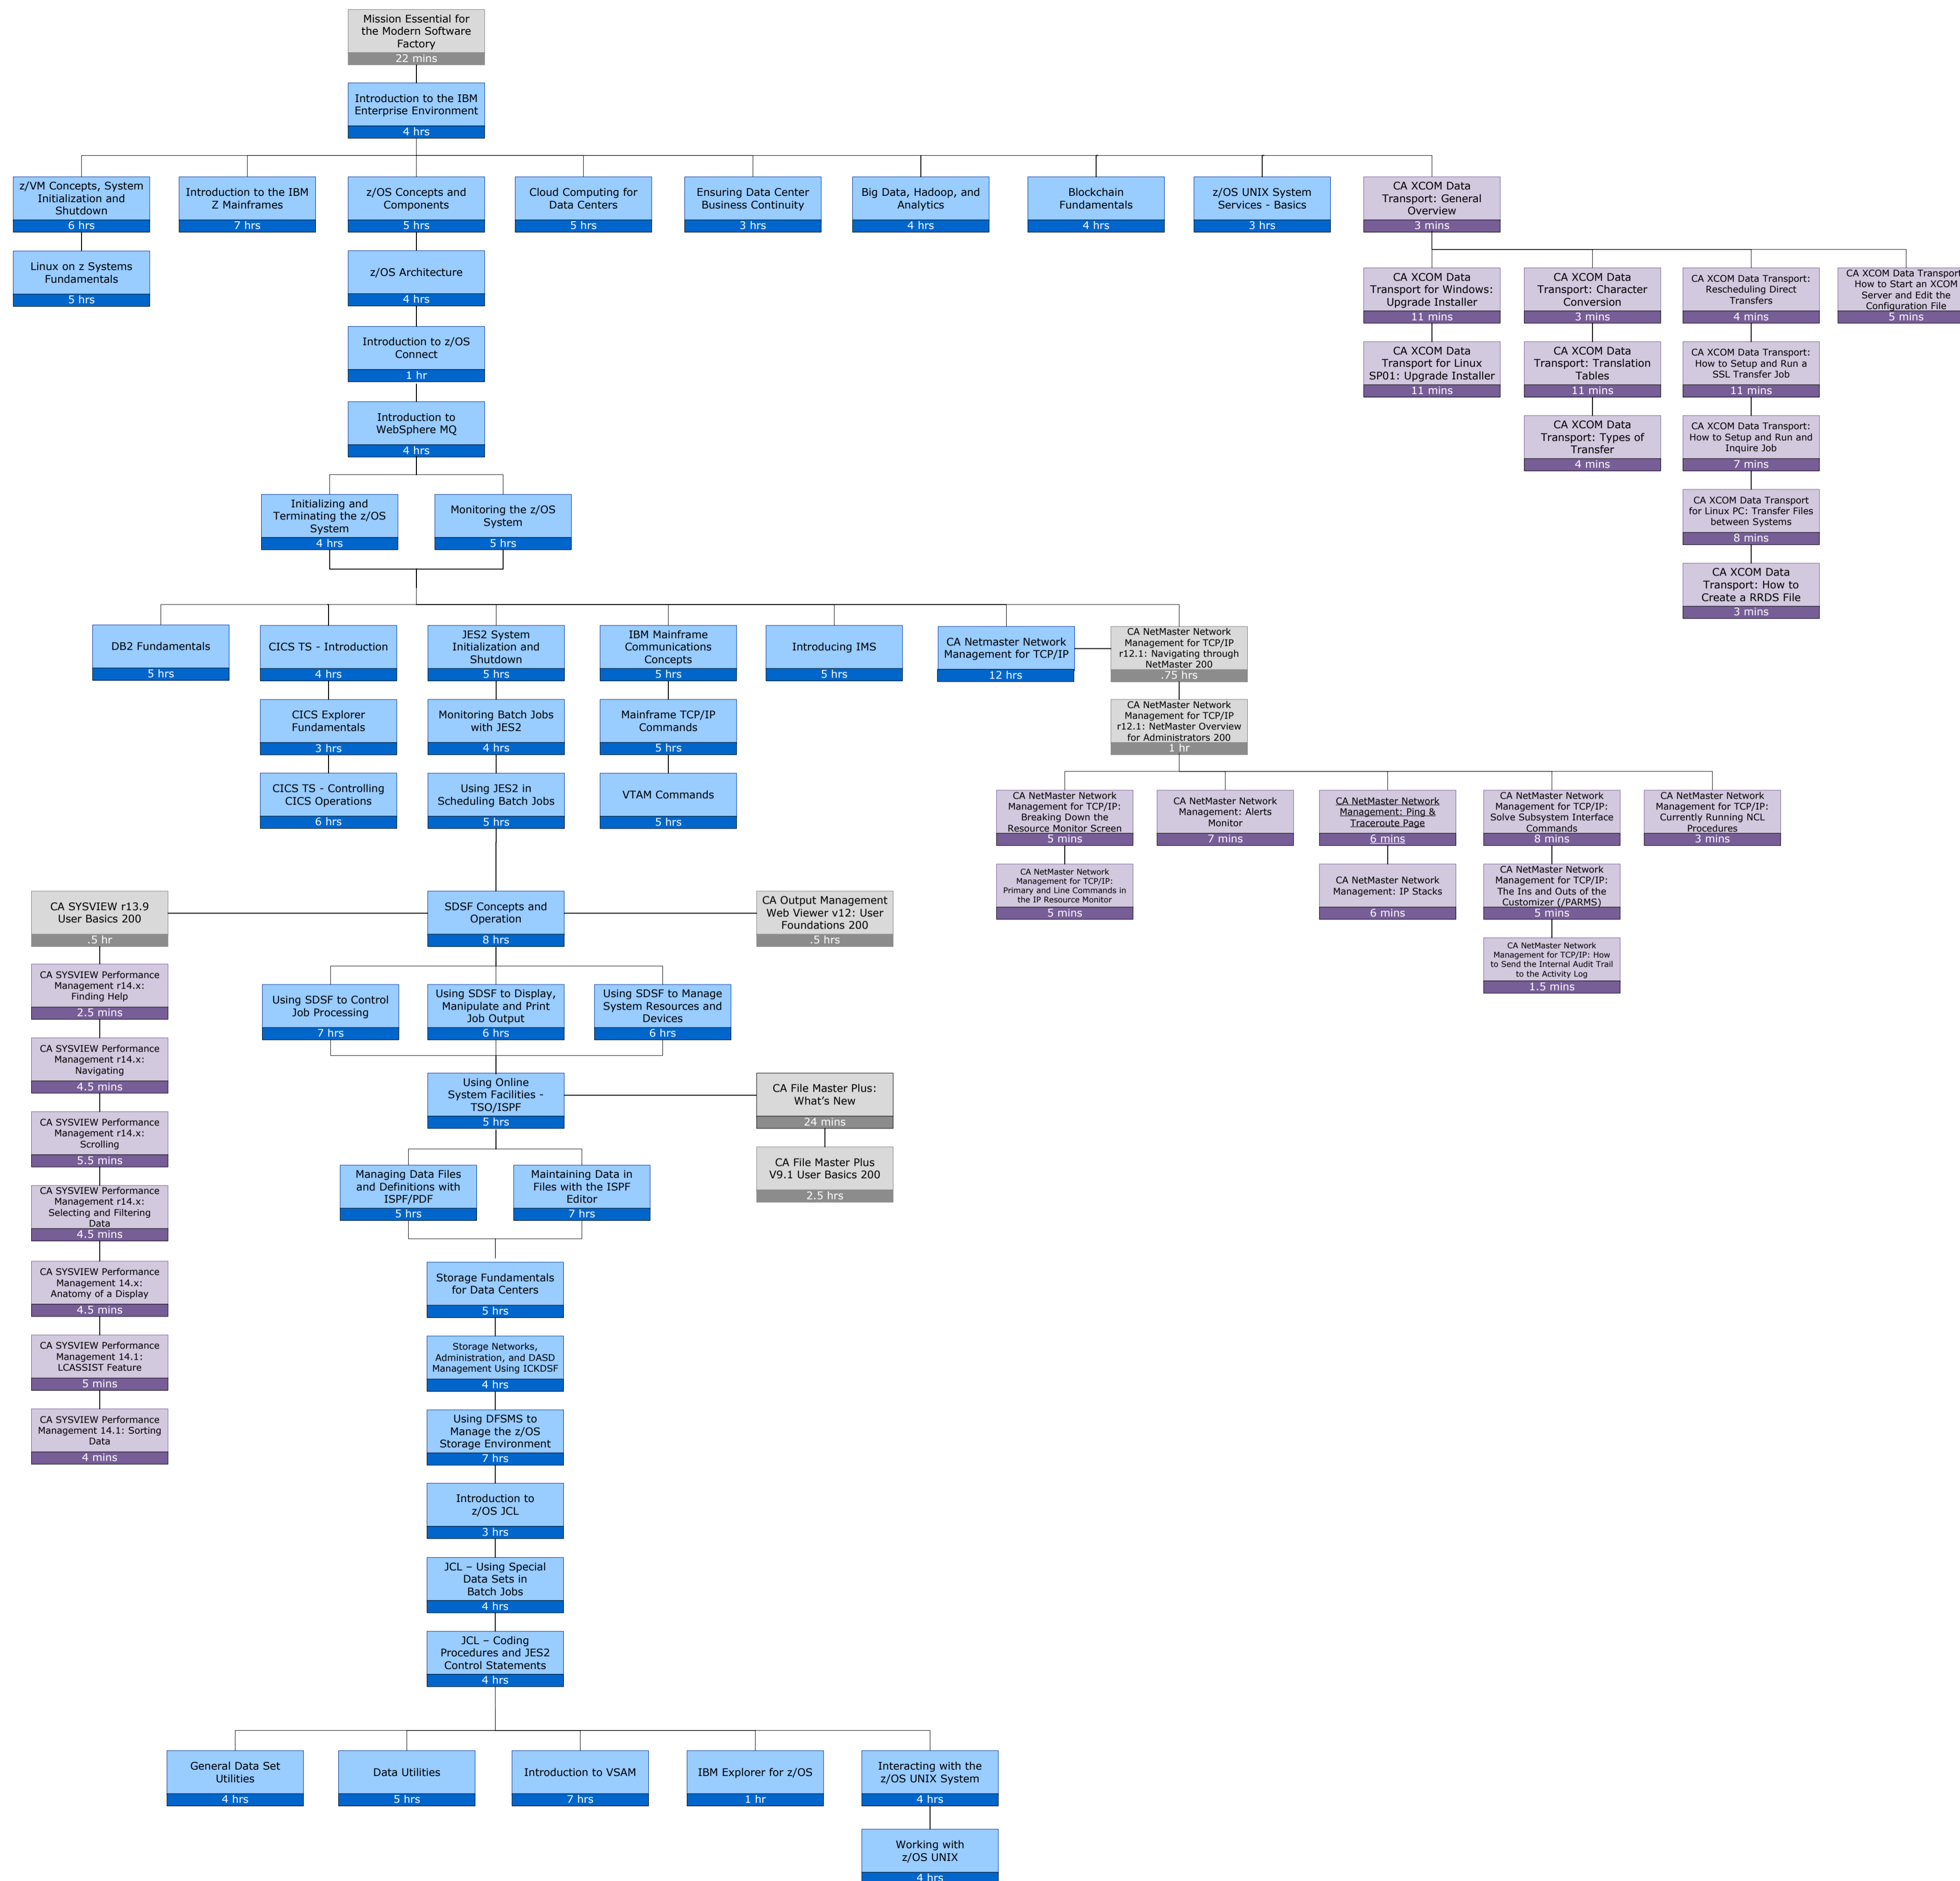 Mission Essential for
the Modern Software
Factory
22 mins
Introduction to the IBM
Enterprise Environment
4 hrs
z/VM Concepts, System
Initialization and
Shutdown
6 hrs
Introduction to the IBM
Z Mainframes
7 hrs
z/OS Concepts and
Components
5 hrs
Cloud Computing for
Data Centers
5 hrs
Ensuring Data Center
Business Continuity
3 hrs
Big Data, Hadoop, and
Analytics
4 hrs
Blockchain
Fundamentals
4 hrs
z/OS UNIX System
Services - Basics
3 hrs
CA XCOM Data
Transport: General
Overview
3 mins
Linux on z Systems
Fundamentals
5 hrs
z/OS Architecture
4 hrs
CA XCOM Data
Transport for Windows:
Upgrade Installer
11 mins
CA XCOM Data
Transport: Character
Conversion
3 mins
CA XCOM Data Transport:
Rescheduling Direct
Transfers
4 mins
CA XCOM Data Transport
How to Start an XCOM
Server and Edit the
Configuration File
5 mins
Introduction to z/OS
Connect
1 hr
CA XCOM Data
Transport for Linux
SP01: Upgrade Installer
11 mins
CA XCOM Data
Transport: Translation
Tables
11 mins
CA XCOM Data Transport:
How to Setup and Run a
SSL Transfer Job
11 mins
Introduction to
WebSphere MQ
4 hrs
CA XCOM Data
Transport: Types of
Transfer
4 mins
CA XCOM Data Transport:
How to Setup and Run and
Inquire Job
7 mins
Initializing and
Terminating the z/OS
System
4 hrs
Monitoring the z/OS
System
5 hrs
CA XCOM Data Transport
for Linux PC: Transfer Files
between Systems
8 mins
CA XCOM Data
Transport: How to
Create a RRDS File
3 mins
DB2 Fundamentals
5 hrs
CICS TS - Introduction
4 hrs
JES2 System
Initialization and
Shutdown
5 hrs
IBM Mainframe
Communications
Concepts
5 hrs
Introducing IMS
5 hrs
CA Netmaster Network
Management for TCP/IP
12 hrs
CA NetMaster Network
Management for TCP/IP
r12.1: Navigating through
NetMaster 200
.75 hrs
CICS Explorer
Fundamentals
3 hrs
Monitoring Batch Jobs
with JES2
4 hrs
Mainframe TCP/IP
Commands
5 hrs
CA NetMaster Network
Management for TCP/IP
r12.1: NetMaster Overview
for Administrators 200
1 hr
CICS TS - Controlling
CICS Operations
6 hrs
Using JES2 in
Scheduling Batch Jobs
5 hrs
VTAM Commands
5 hrs
CA NetMaster Network
Management for TCP/IP:
Breaking Down the
Resource Monitor Screen
5 mins
CA NetMaster Network
Management: Alerts
Monitor
7 mins
CA NetMaster Network
Management: Ping &
Traceroute Page
6 mins
CA NetMaster Network
Management for TCP/IP:
Solve Subsystem Interface
Commands
8 mins
CA NetMaster Network
Management for TCP/IP:
Currently Running NCL
Procedures
3 mins
CA NetMaster Network
Management for TCP/IP:
Primary and Line Commands in
the IP Resource Monitor
5 mins
CA NetMaster Network
Management: IP Stacks
6 mins
CA NetMaster Network
Management for TCP/IP:
The Ins and Outs of the
Customizer (/PARMS)
5 mins
CA SYSVIEW r13.9
User Basics 200
.5 hr
SDSF Concepts and
Operation
8 hrs
CA Output Management
Web Viewer v12: User
Foundations 200
.5 hrs
CA NetMaster Network
Management for TCP/IP: How
to Send the Internal Audit Trail
to the Activity Log
1.5 mins
CA SYSVIEW Performance
Management r14.x:
Finding Help
2.5 mins
Using SDSF to Control
Job Processing
7 hrs
Using SDSF to Display,
Manipulate and Print
Job Output
6 hrs
Using SDSF to Manage
System Resources and
Devices
6 hrs
CA SYSVIEW Performance
Management r14.x:
Navigating
4.5 mins
Using Online
System Facilities -
TSO/ISPF
5 hrs
CA File Master Plus:
What's New
24 mins
CA SYSVIEW Performance
Management r14.x:
Scrolling
5.5 mins
CA File Master Plus
V9.1 User Basics 200
2.5 hrs
CA SYSVIEW Performance
Management r14.x:
Selecting and Filtering
Data
4.5 mins
Managing Data Files
and Definitions with
ISPF/PDF
5 hrs
Maintaining Data in
Files with the ISPF
Editor
7 hrs
CA SYSVIEW Performance
Management 14.x:
Anatomy of a Display
4.5 mins
Storage Fundamentals
for Data Centers
5 hrs
CA SYSVIEW Performance
Management 14.1:
LCASSIST Feature
5 mins
Storage Networks,
Administration, and DASD
Management Using ICKDSF
4 hrs
CA SYSVIEW Performance
Management 14.1: Sorting
Data
4 mins
Using DFSMS to
Manage the z/OS
Storage Environment
7 hrs
Introduction to
z/OS JCL
3 hrs
JCL – Using Special
Data Sets in
Batch Jobs
4 hrs
JCL – Coding
Procedures and JES2
Control Statements
4 hrs
General Data Set
Utilities
4 hrs
Data Utilities
5 hrs
Introduction to VSAM
7 hrs
IBM Explorer for z/OS
1 hr
Interacting with the
z/OS UNIX System
4 hrs
Working with
z/OS UNIX
4 hrs